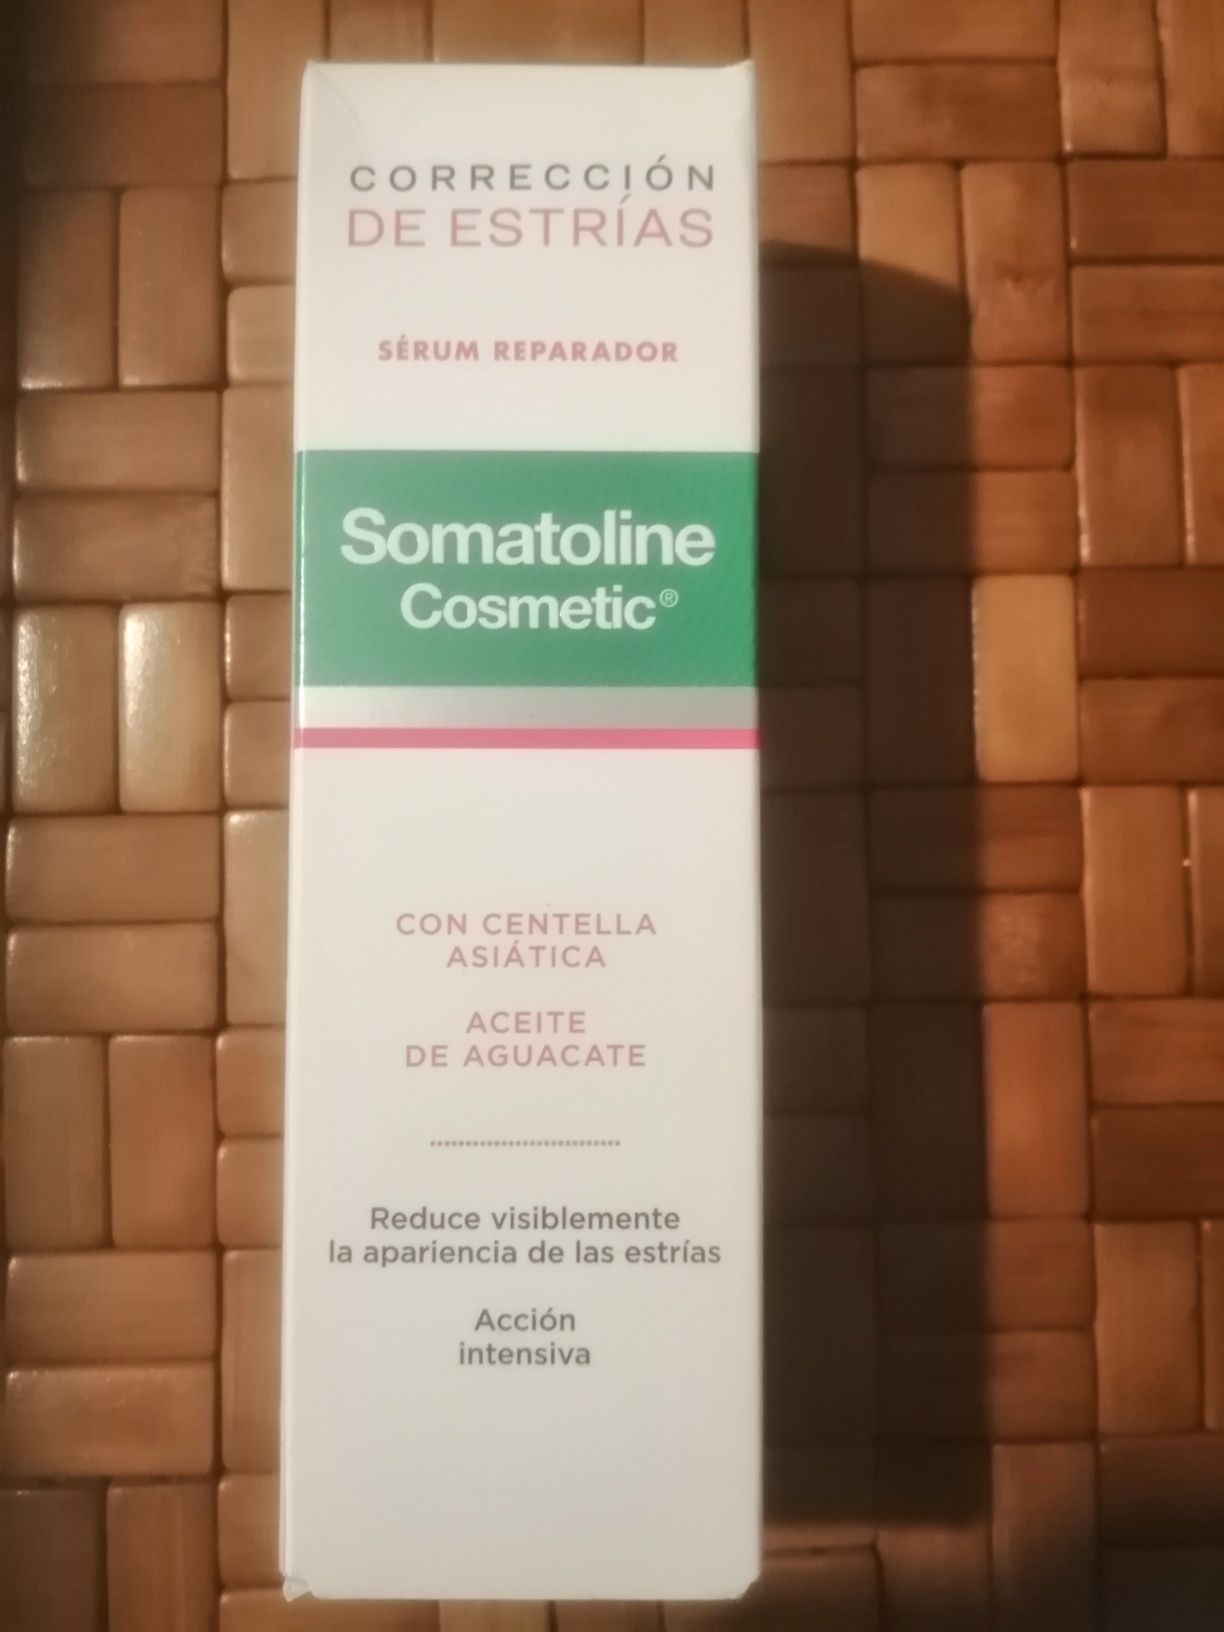 CORRECCIÓN
DE ESTRÍAS
SÉRUM REPARADOR
Somatoline
Cosmetic®
CON CENTELLA
ASIÁTICA
ACEITE
DE AGUACATE
Reduce visiblemente
la apariencia de las estrías
Acción
intensiva